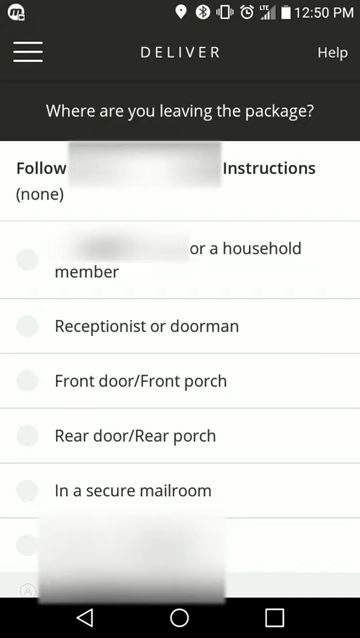 12:50 PM
DELIVER
Help
Where are you leaving the package?
Follow Instructions
(none)
or a household
member
Receptionist or doorman
Front door/Front porch
Rear door/Rear porch
In a secure mailroom